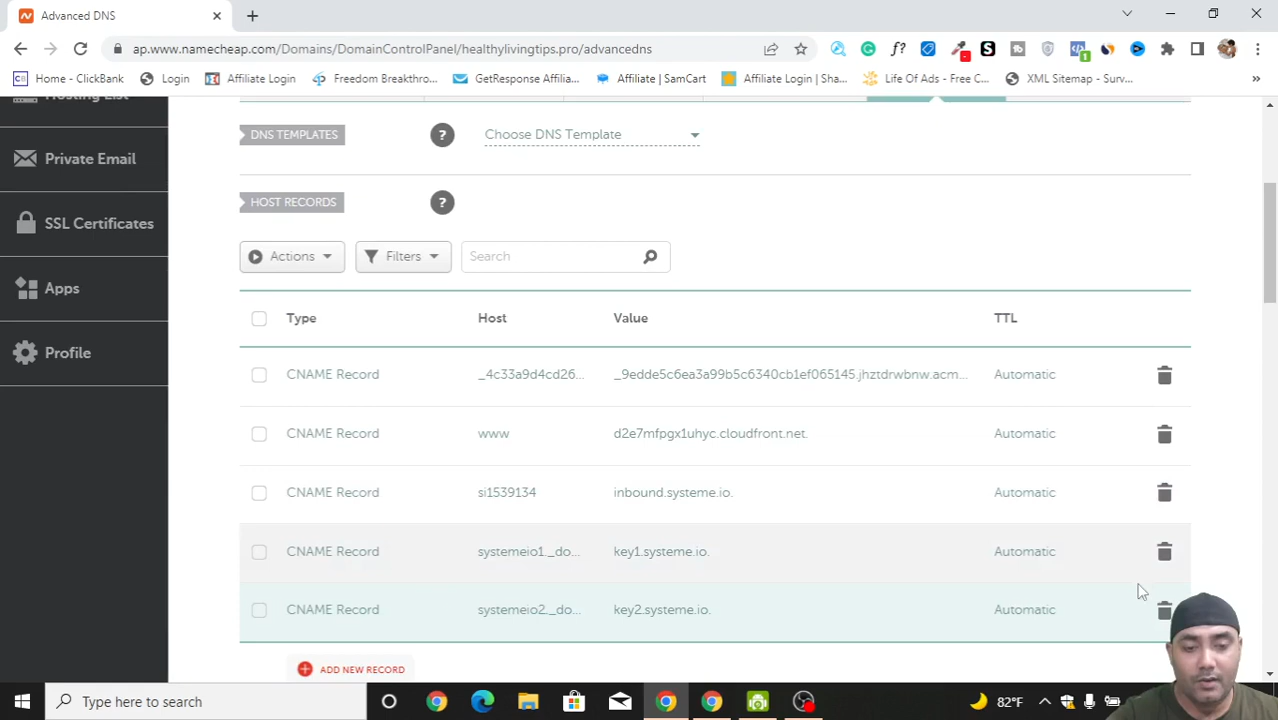 Advanced DNS
ap.www.namecheap.com/Domains/DomainControlPanel/healthylivingtips.pro/advancedns
f?
S
1
Home - ClickBank
Login
Affiliate Login
Freedom Breakthro...
GetResponse Affilia...
Affiliate | SamCart
Affiliate Login | Sha...
Life Of Ads - Free C...
XML Sitemap - Surv...
»
Hosting List
Private Email
SSL Certificates
Apps
Profile
DNS TEMPLATES
?
Choose DNS Template
HOST RECORDS
?
Actions
Filters
Search
Type Host Value TTL
CNAME Record _4c33a9d4cd26... _9edde5c6ea3a99b5c6340cb1ef065145.jhztdrwbnw.acm... Automatic
CNAME Record www d2e7mfpgx1uhyc.cloudfront.net. Automatic
CNAME Record si1539134 inbound.systeme.io. Automatic
CNAME Record systemeio1._do... key1.systeme.io. Automatic
CNAME Record systemeio2._do... key2.systeme.io. Automatic
ADD NEW RECORD
Type here to search
82°F